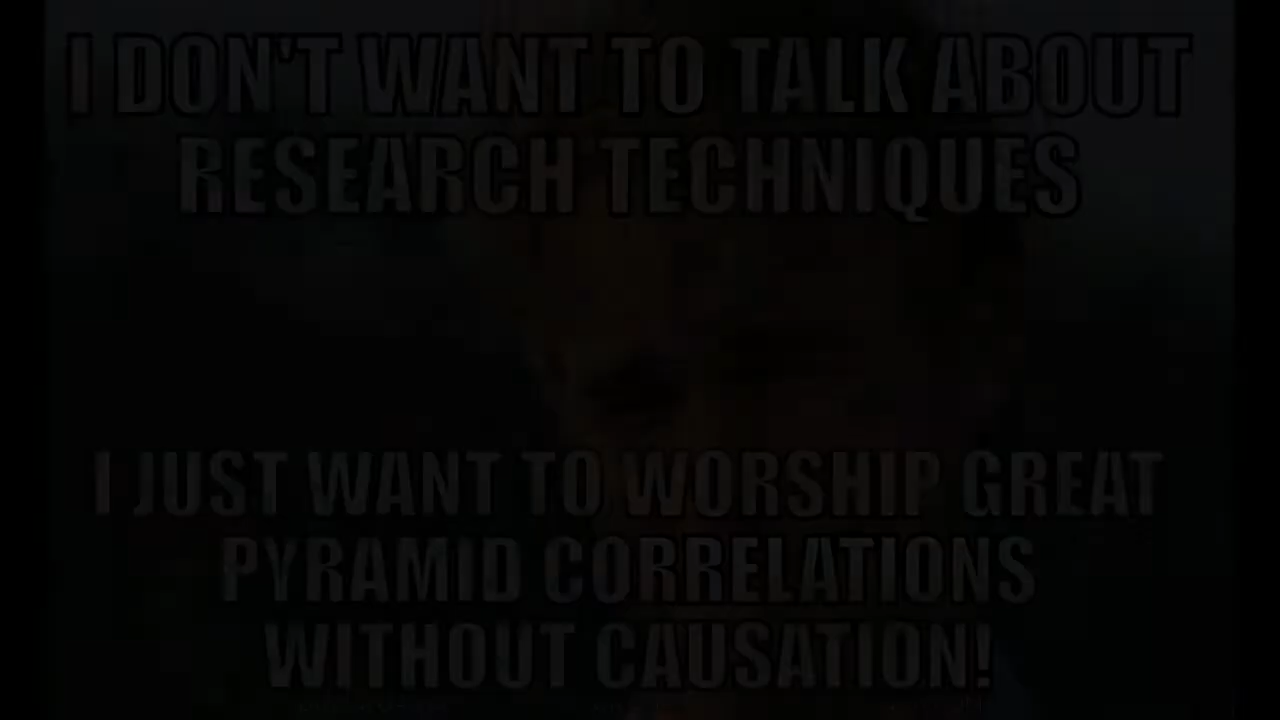 I DON'T WANT TO TALK ABOUT
RESEARCH TECHNIQUES
I JUST WANT TO WORSHIP GREAT
PYRAMID CORRELATIONS
WITHOUT CAUSATION!